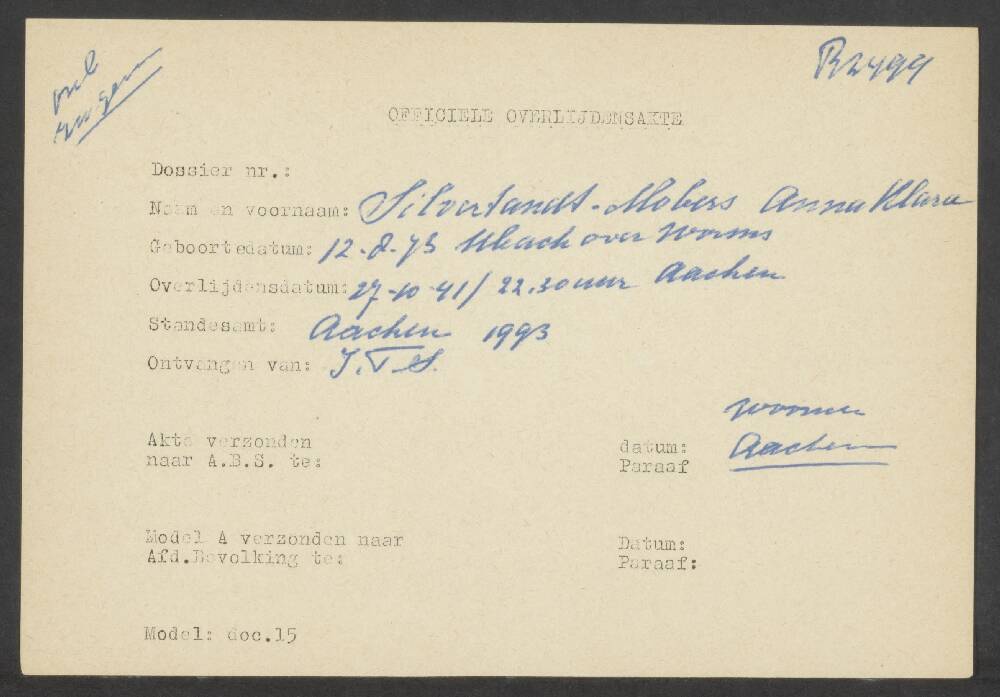 R2499
OFFICIELE OVERLIJDENSAKTE
Dossier nr.:
Naam en voornaam: Silvertandt - Mobers Anna Klara
Geboortedatum: 12-8-75 Ubach over Worms
Overlijdensdatum: 27-10-41 / 22.30 uur Aachen
Standesamt: Aachen 1993
Ontvangen van: I.T.S.
Akte verzonden
naar A.B.S. te:
datum: Aachen
Paraaf
Model A verzonden naar
Afd.Bevolking te:
Datum:
Paraaf:
Model: doc.15